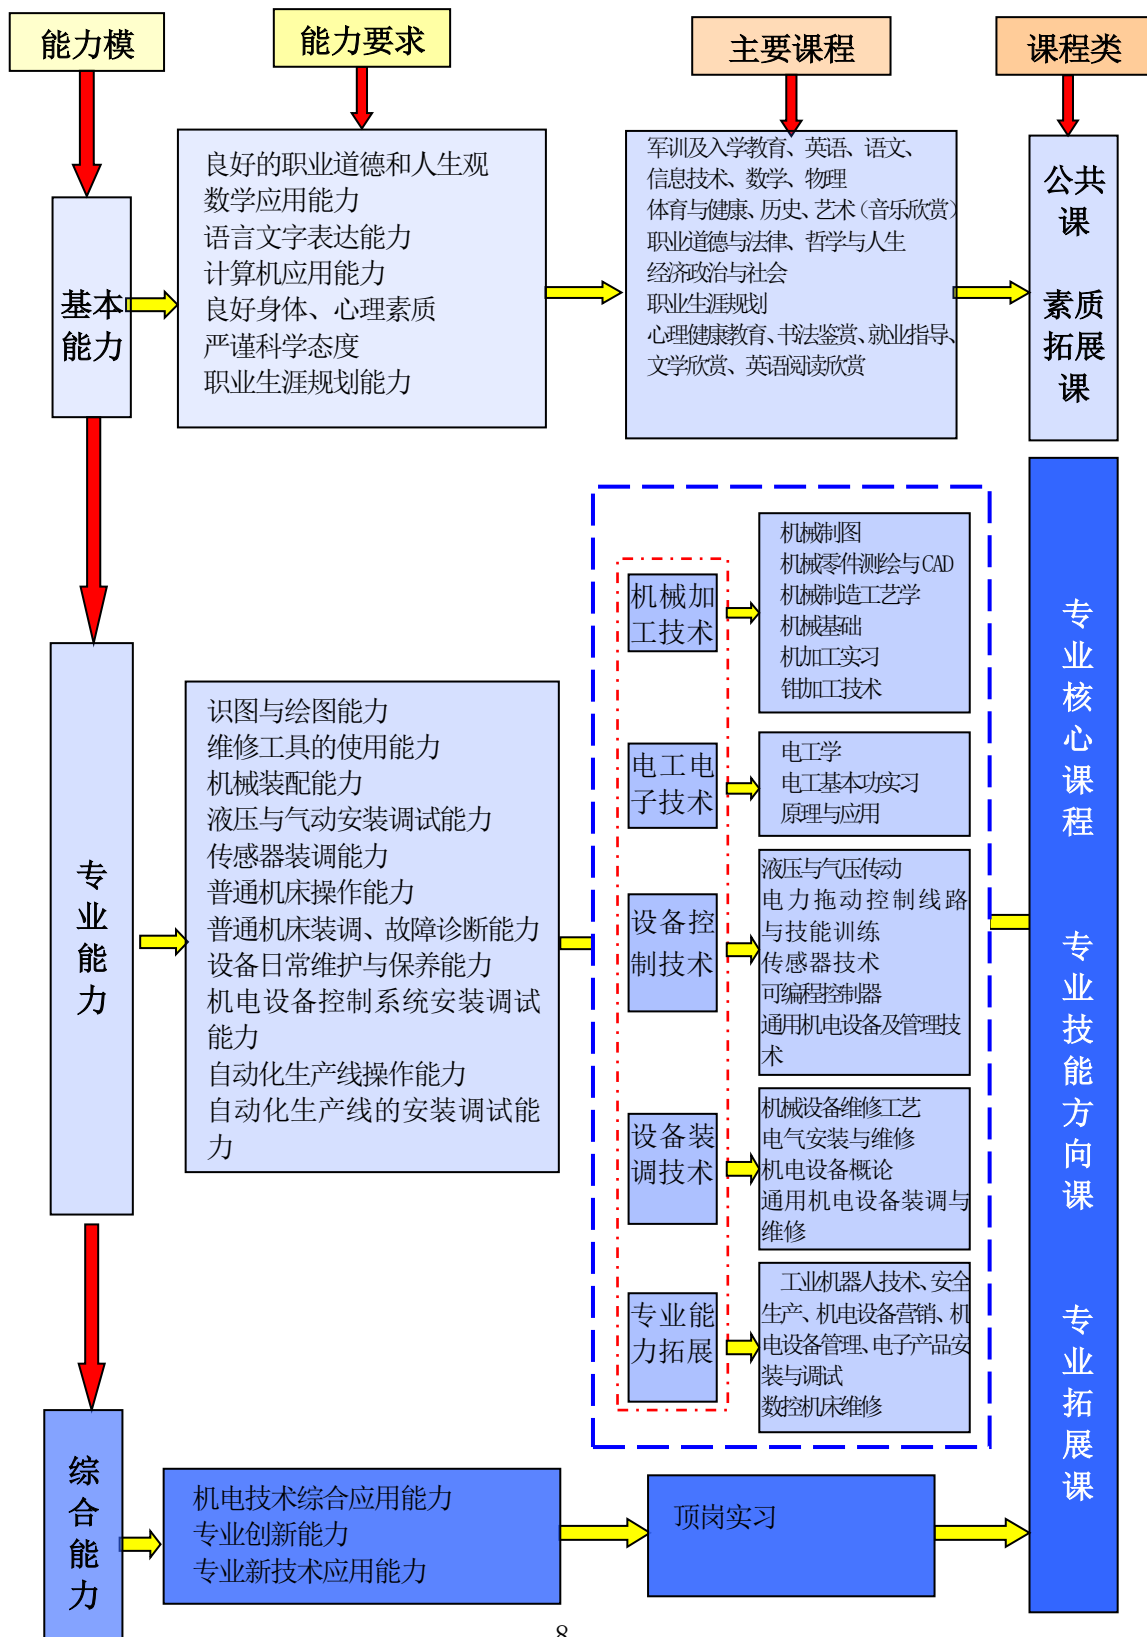 能力模
能力要求
主要课程
课程类
基本
能力
良好的职业道德和人生观
数学应用能力
语言文字表达能力
计算机应用能力
良好身体、心理素质
严谨科学态度
职业生涯规划能力
军训及入学教育、英语、语文、
信息技术、数学、物理
体育与健康、历史、艺术（音乐欣赏）
职业道德与法律、哲学与人生
经济政治与社会
职业生涯规划
心理健康教育、书法鉴赏、就业指导、
文学欣赏、英语阅读欣赏
公共
课
素质
拓展
课
专业能力
识图与绘图能力
维修工具的使用能力
机械装配能力
液压与气动安装调试能力
传感器装调能力
普通机床操作能力
普通机床装调、故障诊断能力
设备日常维护与保养能力
机电设备控制系统安装调试
能力
自动化生产线操作能力
自动化生产线的安装调试能
力
机械加
工技术
机械制图
机械零件测绘与CAD
机械制造工艺学
机械基础
机加工实习
钳加工技术
电工电
子技术
电工学
电工基本功实习
原理与应用
设备控
制技术
液压与气压传动
电力拖动控制线路
与技能训练
传感器技术
可编程控制器
通用机电设备及管理技
术
设备装
调技术
机械设备维修工艺
电气安装与维修
机电设备概论
通用机电设备装调与
维修
专业能
力拓展
工业机器人技术、安全
生产、机电设备营销、机
电设备管理、电子产品安
装与调试
数控机床维修
专业核心课程
专业技能方向课
专业拓展课
综合能力
机电技术综合应用能力
专业创新能力
专业新技术应用能力
顶岗实习
8